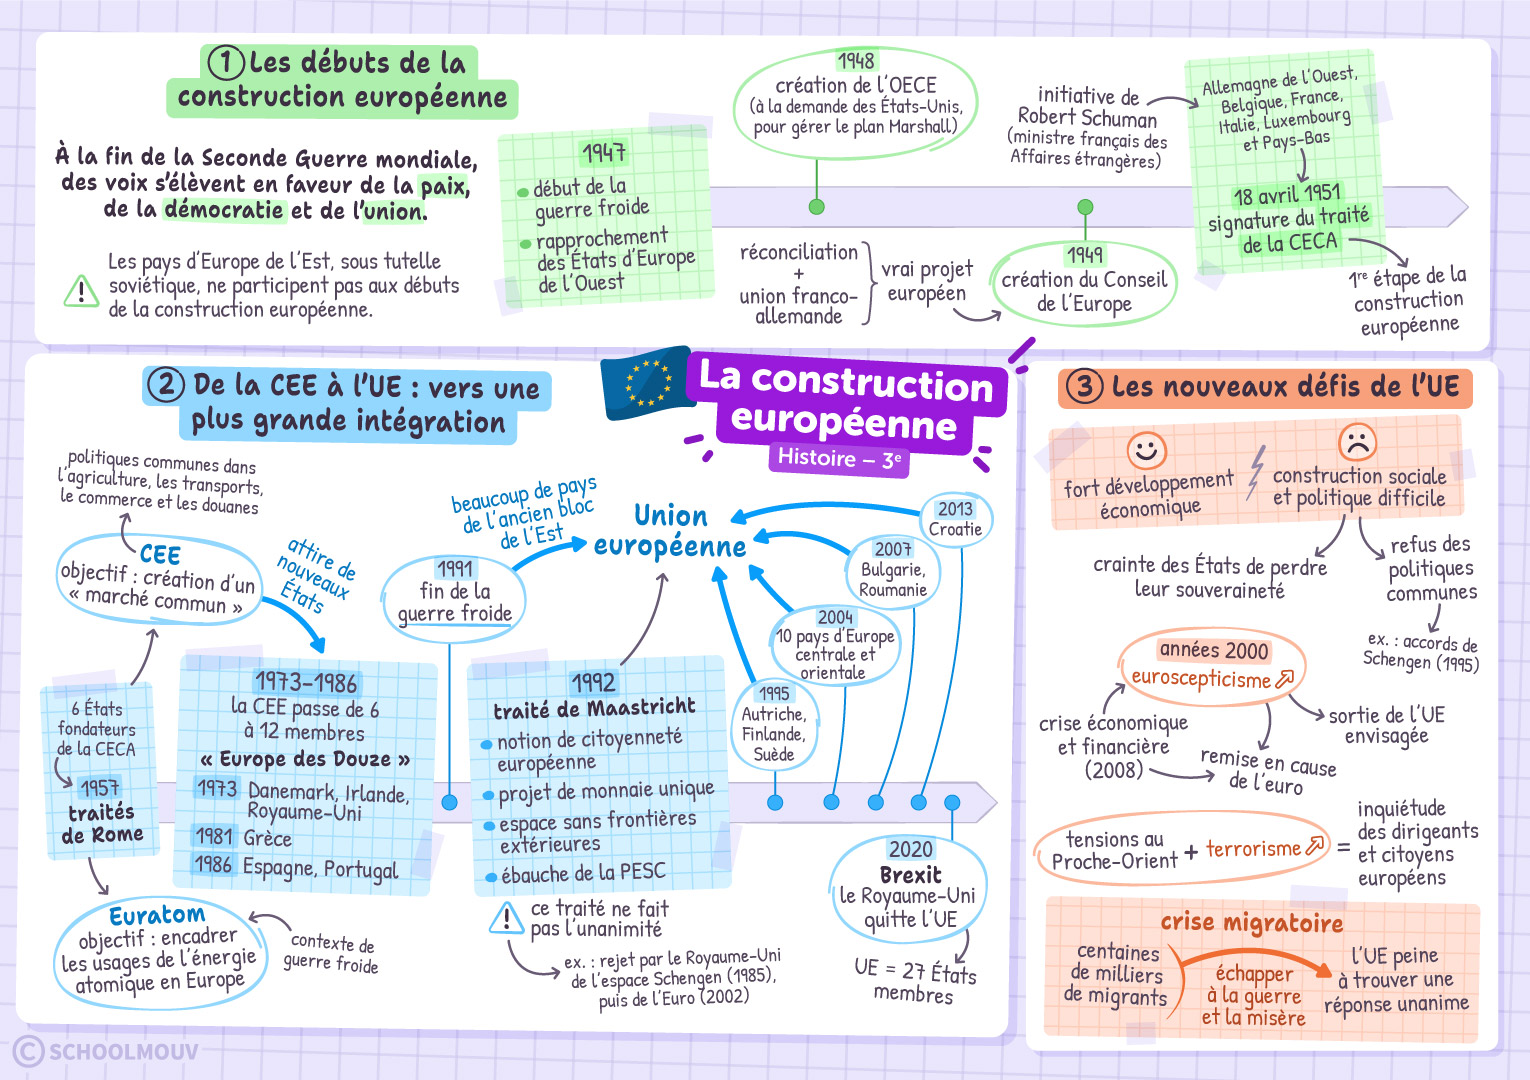 1 Les débuts de la
construction européenne
À la fin de la Seconde Guerre mondiale,
des voix s'élèvent en faveur de la paix,
de la démocratie et de l'union.
Les pays d'Europe de l'Est, sous tutelle
soviétique, ne participent pas aux débuts
de la construction européenne.
1947
début de la
guerre froide
rapprochement
des États d'Europe
de l'Ouest
1948
création de l'OECE
(à la demande des États-Unis,
pour gérer le plan Marshall)
réconciliation
+
union franco-
allemande
vrai projet
européen
1949
création du Conseil
de l'Europe
initiative de
Robert Schuman
(ministre français des
Affaires étrangères)
Allemagne de l'Ouest,
Belgique, France,
Italie, Luxembourg
et Pays-Bas
18 avril 1951
signature du traité
de la CECA
1re étape de la
construction
européenne
La construction
européenne
Histoire – 3e
2 De la CEE à l'UE : vers une
plus grande intégration
politiques communes dans
l'agriculture, les transports,
le commerce et les douanes
CEE
objectif : création d'un
« marché commun »
attire de
nouveaux
États
6 États
fondateurs
de la CECA
1957
traités
de Rome
Euratom
objectif : encadrer
les usages de l'énergie
atomique en Europe
contexte de
guerre froide
1973-1986
la CEE passe de 6
à 12 membres
« Europe des Douze »
1973 Danemark, Irlande,
Royaume-Uni
1981 Grèce
1986 Espagne, Portugal
1991
fin de la
guerre froide
beaucoup de pays
de l'ancien bloc
de l'Est
Union
européenne
1992
traité de Maastricht
notion de citoyenneté
européenne
projet de monnaie unique
espace sans frontières
extérieures
ébauche de la PESC
ce traité ne fait
pas l'unanimité
ex. : rejet par le Royaume-Uni
de l'espace Schengen (1985),
puis de l'Euro (2002)
1995
Autriche,
Finlande,
Suède
2004
10 pays d'Europe
centrale et
orientale
2007
Bulgarie,
Roumanie
2013
Croatie
2020
Brexit
le Royaume-Uni
quitte l'UE
UE = 27 États
membres
3 Les nouveaux défis de l'UE
fort développement
économique
construction sociale
et politique difficile
crainte des États de perdre
leur souveraineté
refus des
politiques
communes
ex. : accords de
Schengen (1995)
années 2000
euroscepticisme
crise économique
et financière
(2008)
remise en cause
de l'euro
sortie de l'UE
envisagée
tensions au
Proche-Orient + terrorisme =
inquiétude
des dirigeants
et citoyens
européens
crise migratoire
centaines
de milliers
de migrants
échapper
à la guerre
et la misère
l'UE peine
à trouver une
réponse unanime
© SCHOOLMOUV